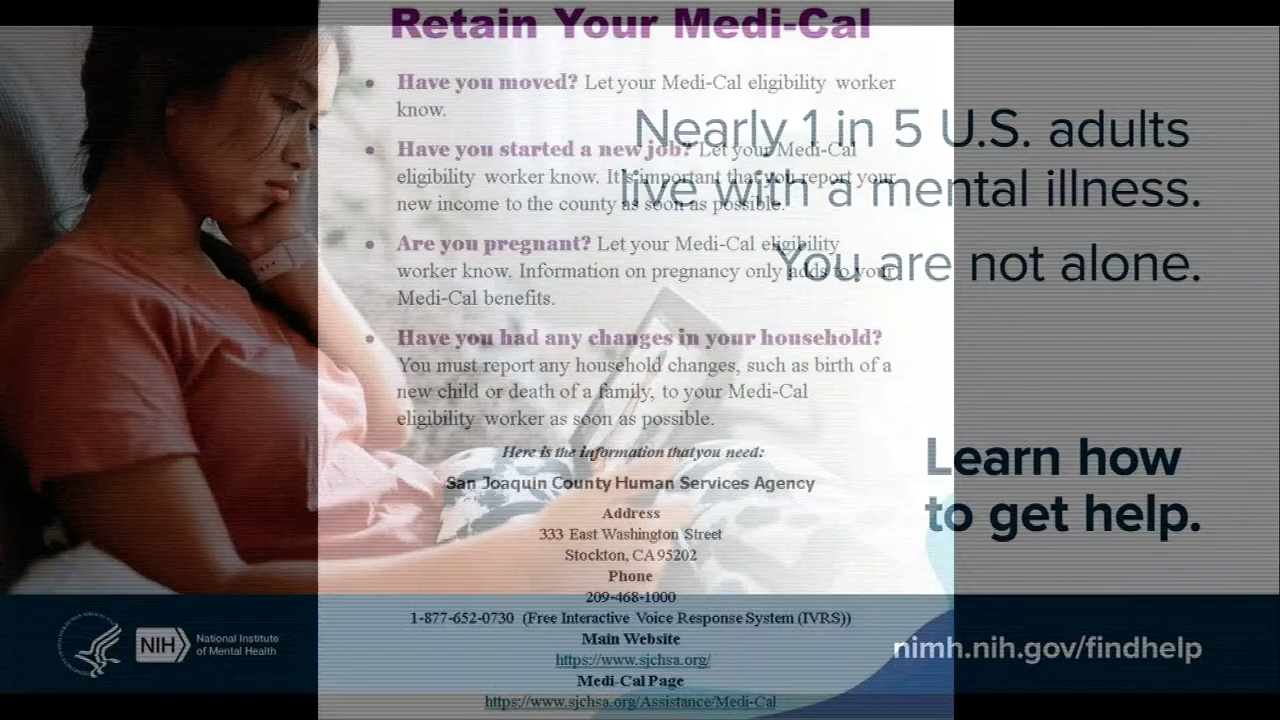 Retain Your Medi-Cal
• Have you moved? Let your Medi-Cal eligibility worker
know.
• Have you started a new job? Let your Medi-Cal
eligibility worker know. It's important that you report your
new income to the county as soon as possible.
• Are you pregnant? Let your Medi-Cal eligibility
worker know. Information on pregnancy only adds to your
Medi-Cal benefits.
• Have you had any changes in your household?
You must report any household changes, such as birth of a
new child or death of a family, to your Medi-Cal
eligibility worker as soon as possible.
Here is the information that you need:
San Joaquin County Human Services Agency
Address
333 East Washington Street
Stockton, CA 95202
Phone
209-468-1000
1-877-652-0730 (Free Interactive Voice Response System (IVRS))
Main Website
https://www.sjchsa.org/
Medi-Cal Page
https://www.sjchsa.org/Assistance/Medi-Cal
Nearly 1 in 5 U.S. adults
live with a mental illness.
You are not alone.
Learn how
to get help.
NIH
National Institute
of Mental Health
nimh.nih.gov/findhelp